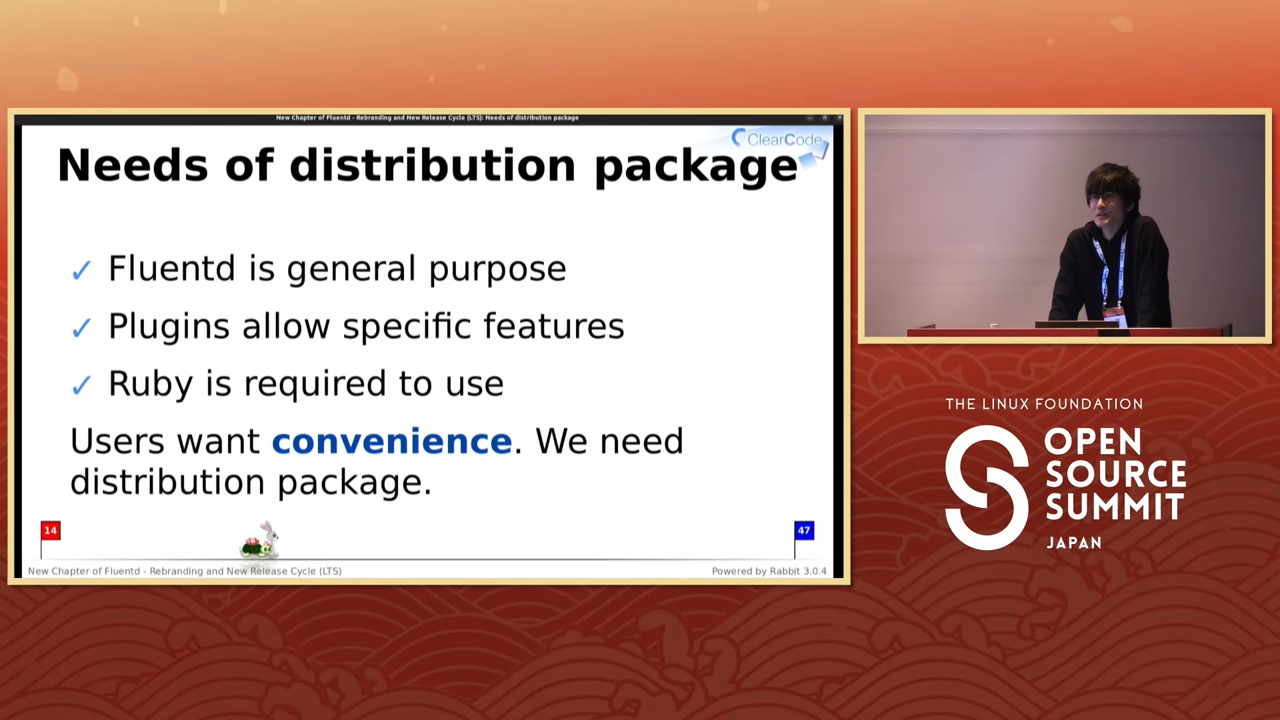 New Chapter of Fluentd - Rebranding and New Release Cycle (LTS): Needs of distribution package
ClearCode
Needs of distribution package
✓ Fluentd is general purpose
✓ Plugins allow specific features
✓ Ruby is required to use
Users want convenience. We need
distribution package.
14
47
New Chapter of Fluentd - Rebranding and New Release Cycle (LTS)
Powered by Rabbit 3.0.4
THE LINUX FOUNDATION
OPEN
SOURCE
SUMMIT
JAPAN